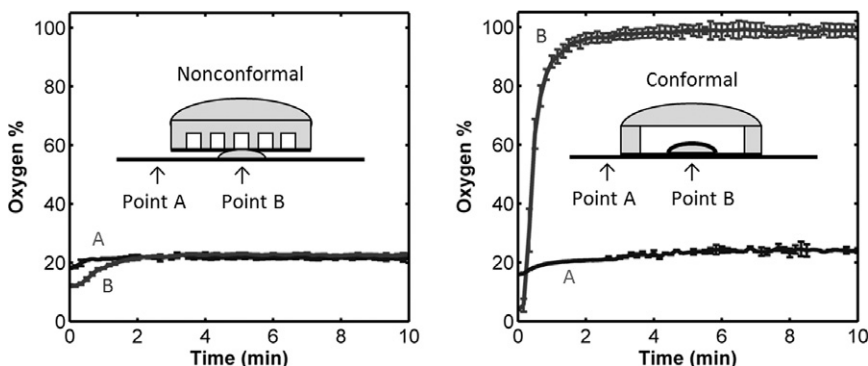 Oxygen %
100
80
60
40
20
0
Nonconformal
Point A
Point B
A
B
0
2
4
6
8
10
Time (min)
Oxygen %
100
80
60
40
20
0
B
Conformal
Point A
Point B
A
0
2
4
6
8
10
Time (min)